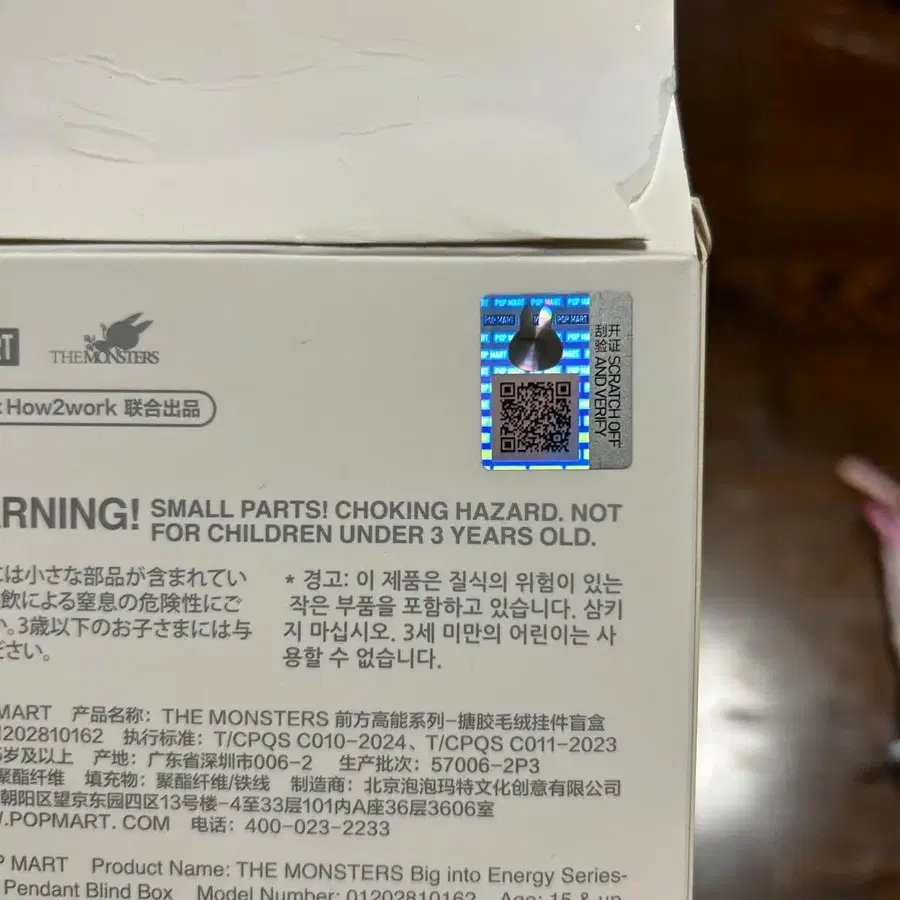 POP MART POP MART POP M
POP MART
POP MART
刮开
验证 SCRATCH OFF
AND VERIFY
RT
THE MONSTERS
How2work 联合出品
RNING! SMALL PARTS! CHOKING HAZARD. NOT
FOR CHILDREN UNDER 3 YEARS OLD.
には小さな部品が含まれてい
飲による窒息の危険性にご
い。3歳以下のお子さまには与
ださい。
* 경고: 이 제품은 질식의 위험이 있는
작은 부품을 포함하고 있습니다. 삼키
지 마십시오. 3세 미만의 어린이는 사
용할 수 없습니다.
MART 产品名称: THE MONSTERS 前方高能系列-搪胶毛绒挂件盲盒
1202810162 执行标准: T/CPQS C010-2024、T/CPQS C011-2023
岁及以上 产地: 广东省深圳市006-2 生产批次: 57006-2P3
聚酯纤维 填充物: 聚酯纤维/铁线 制造商: 北京泡泡玛特文化创意有限公司
朝阳区望京东园四区13号楼-4至33层101内A座36层3606室
.POPMART. COM 电话: 400-023-2233
P MART Product Name: THE MONSTERS Big into Energy Series-
Pendant Blind Box Model Number: 01202810162 Age: 15 & up